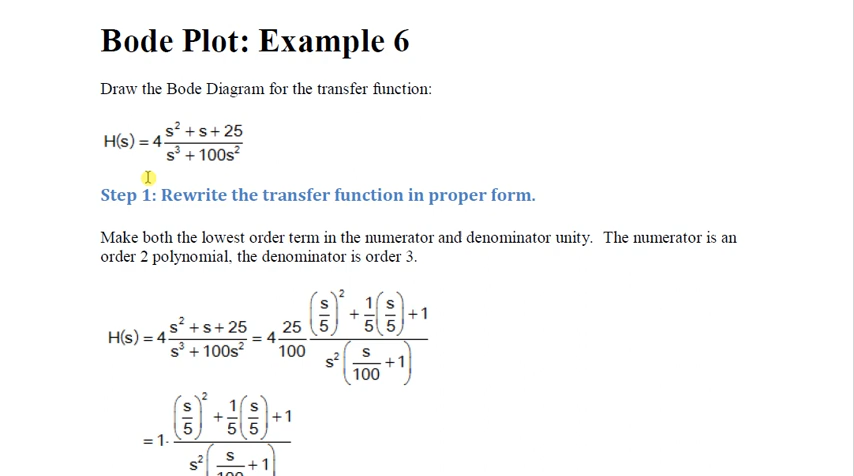 Bode Plot: Example 6
Draw the Bode Diagram for the transfer function:
H(s) = 4 (s² + s + 25) / (s³ + 100s²)
Step 1: Rewrite the transfer function in proper form.
Make both the lowest order term in the numerator and denominator unity. The numerator is an
order 2 polynomial, the denominator is order 3.
H(s) = 4 (s² + s + 25) / (s³ + 100s²) = 4 (25/100) ((s/5)² + (1/5)(s/5) + 1) / (s² (s/100 + 1))
= 1· ((s/5)² + (1/5)(s/5) + 1) / (s² (s/100 + 1))